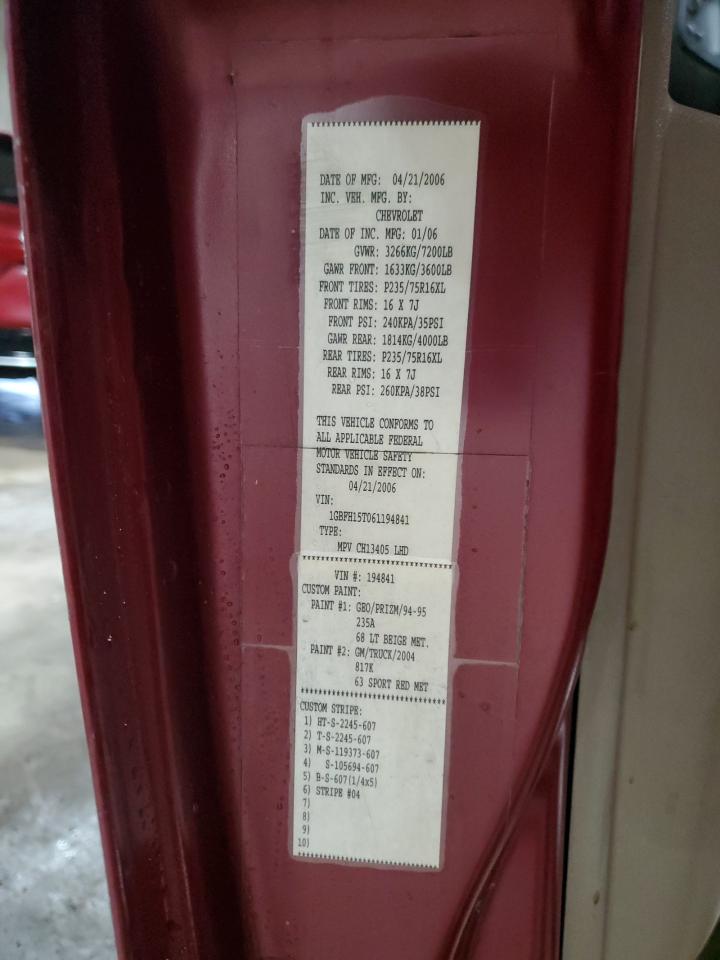 DATE OF MFG: 04/21/2006
INC. VEH. MFG. BY:
CHEVROLET
DATE OF INC. MFG: 01/06
GVWR: 3266KG/7200LB
GAWR FRONT: 1633KG/3600LB
FRONT TIRES: P235/75R16XL
FRONT RIMS: 16 X 7J
FRONT PSI: 240KPA/35PSI
GAWR REAR: 1814KG/4000LB
REAR TIRES: P235/75R16XL
REAR RIMS: 16 X 7J
REAR PSI: 260KPA/38PSI
THIS VEHICLE CONFORMS TO
ALL APPLICABLE FEDERAL
MOTOR VEHICLE SAFETY
STANDARDS IN EFFECT ON:
04/21/2006
VIN:
1GBFH15T061194841
TYPE:
MPV CH13405 LHD
VIN #: 194841
CUSTOM PAINT:
PAINT #1: GEO/PRIZM/94-95
235A
68 LT BEIGE MET.
PAINT #2: GM/TRUCK/2004
817K
63 SPORT RED MET
CUSTOM STRIPE:
1) HT-S-2245-607
2) T-S-2245-607
3) M-S-119373-607
4) S-105694-607
5) B-S-607(1/4x5)
6) STRIPE #04
7)
8)
9)
10)